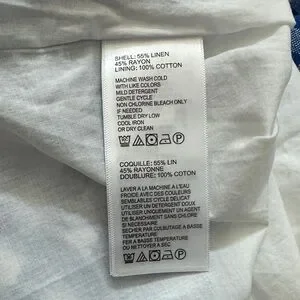 SHELL: 55% LINEN
45% RAYON
LINING: 100% COTTON
MACHINE WASH COLD
WITH LIKE COLORS
MILD DETERGENT
GENTLE CYCLE
NON CHLORINE BLEACH ONLY
IF NEEDED
TUMBLE DRY LOW
COOL IRON
OR DRY CLEAN
COQUILLE: 55% LIN
45% RAYONNE
DOUBLURE: 100% COTON
LAVER A LA MACHINE A L'EAU
FROIDE AVEC DES COULEURS
SEMBLABLES CYCLE DELICAT
UTILISER UN DETERGENT DOUX
UTILISER UNIQUEMENT UN AGENT
DE BLANCHIMENT SANS CHLORE
SI NECESSAIRE
SECHER PAR CULBUTAGE A BASSE
TEMPERATURE
REPASSER A BASSE TEMPERATURE
OU NETTOYER A SEC